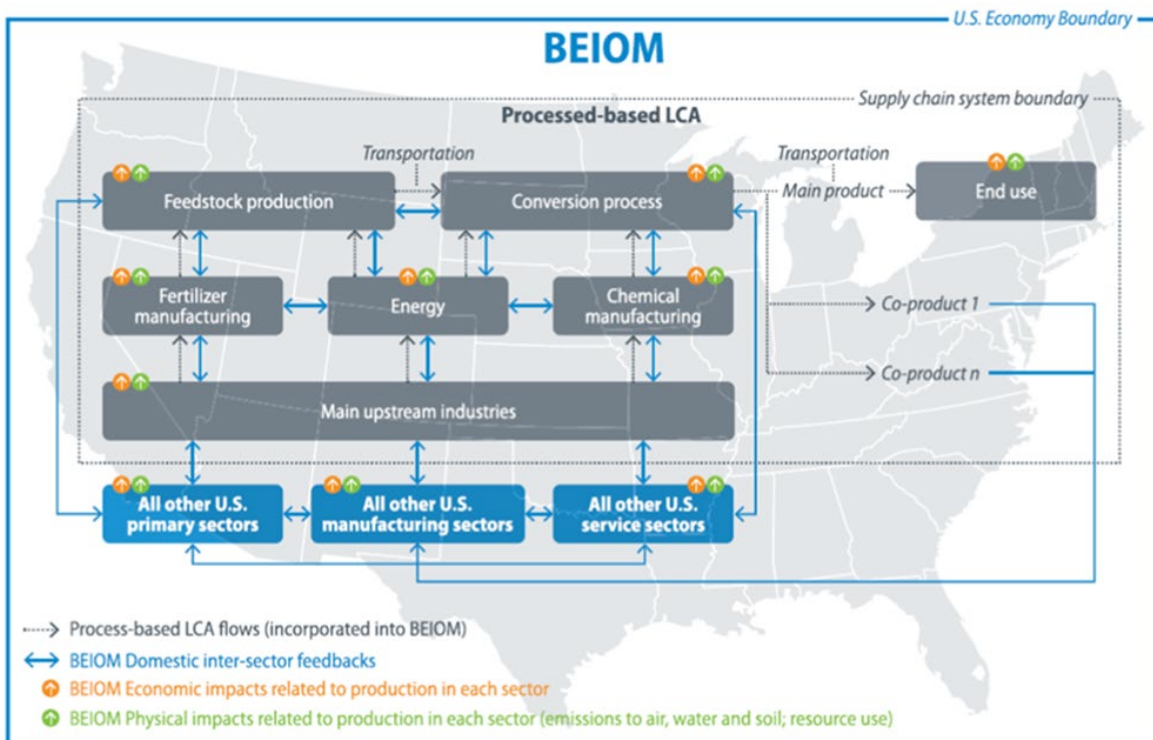 U.S. Economy Boundary
BEIOM
Supply chain system boundary
Processed-based LCA
Transportation
Transportation
Feedstock production
Conversion process
Main product
End use
Fertilizer
manufacturing
Energy
Chemical
manufacturing
Co-product 1
Co-product n
Main upstream industries
All other U.S.
primary sectors
All other U.S.
manufacturing sectors
All other U.S.
service sectors
Process-based LCA flows (incorporated into BEIOM)
BEIOM Domestic inter-sector feedbacks
BEIOM Economic impacts related to production in each sector
BEIOM Physical impacts related to production in each sector (emissions to air, water and soil; resource use)